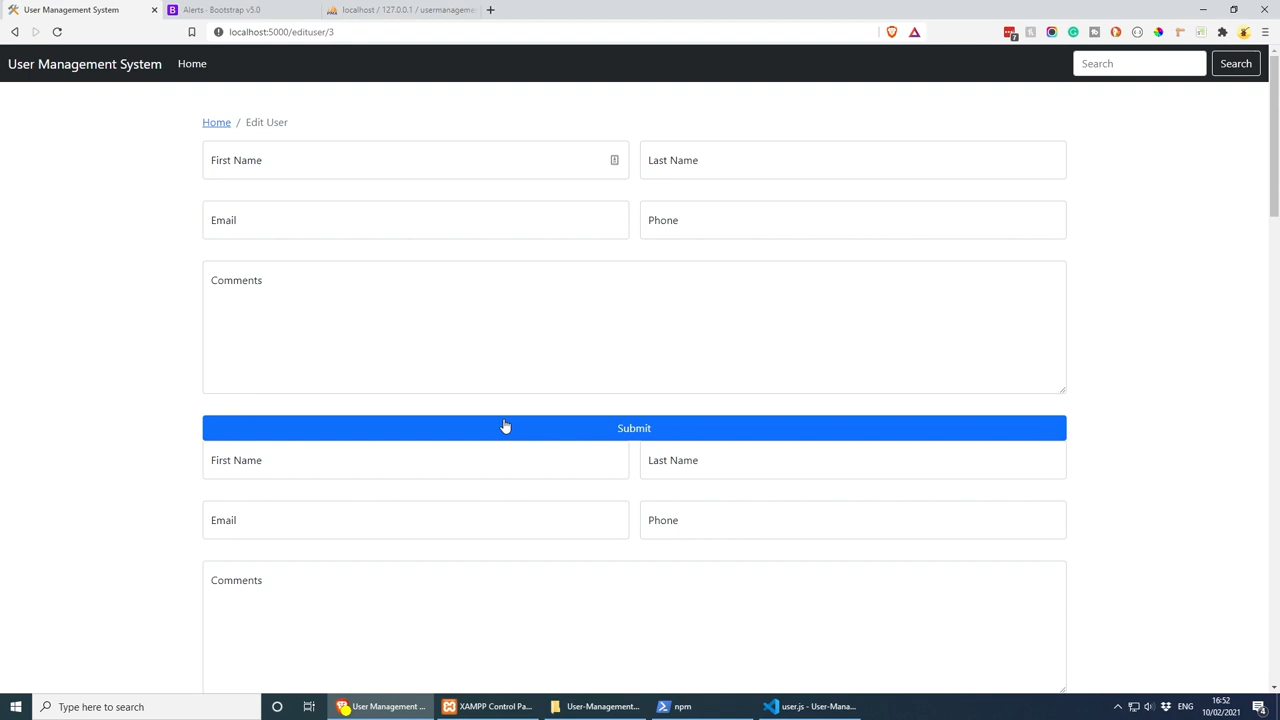 User Management System
Alerts · Bootstrap v5.0
localhost / 127.0.0.1 / usermanageme
localhost:5000/edituser/3
7
User Management System
Home
Search
Search
Home / Edit User
First Name
Last Name
Email
Phone
Comments
Submit
First Name
Last Name
Email
Phone
Comments
Type here to search
User Management ...
XAMPP Control Pa...
User-Management...
npm
user.js - User-Mana...
ENG
16:52
10/02/2021
4